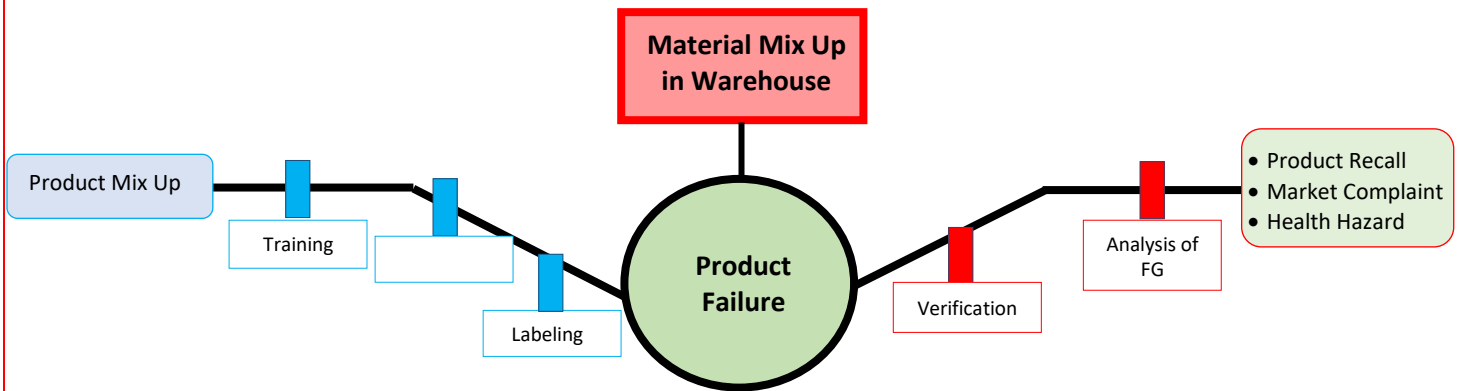 Material Mix Up
in Warehouse
Product Mix Up
Training
Labeling
Product
Failure
Verification
Analysis of
FG
• Product Recall
• Market Complaint
• Health Hazard